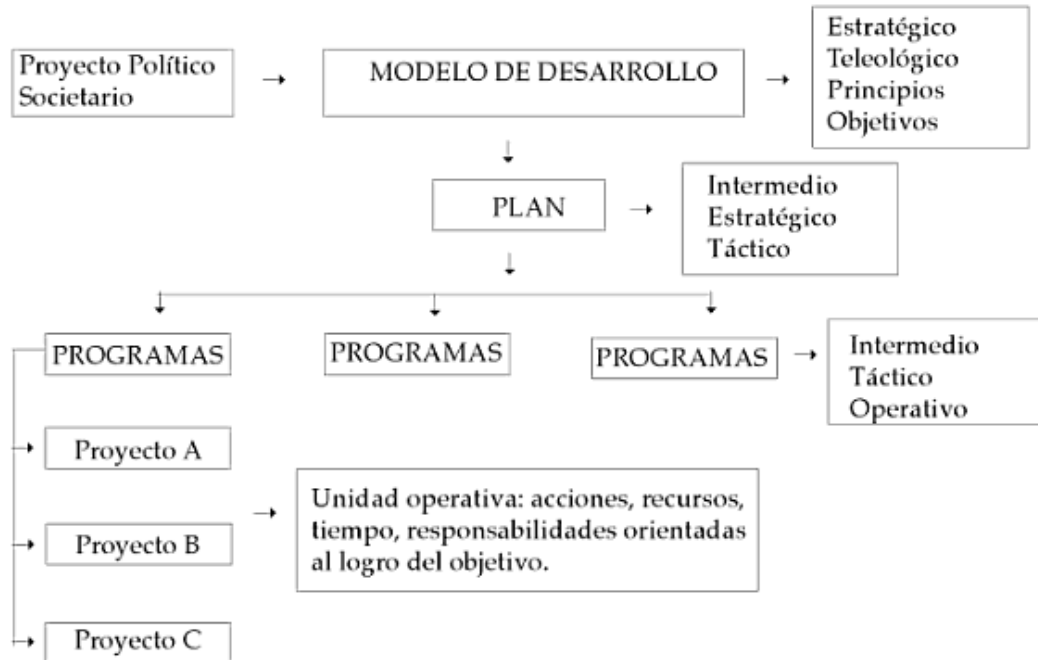 Proyecto Político
Societario
MODELO DE DESARROLLO
Estratégico
Teleológico
Principios
Objetivos
PLAN
Intermedio
Estratégico
Táctico
PROGRAMAS
PROGRAMAS
PROGRAMAS
Intermedio
Táctico
Operativo
Proyecto A
Proyecto B
Proyecto C
Unidad operativa: acciones, recursos,
tiempo, responsabilidades orientadas
al logro del objetivo.